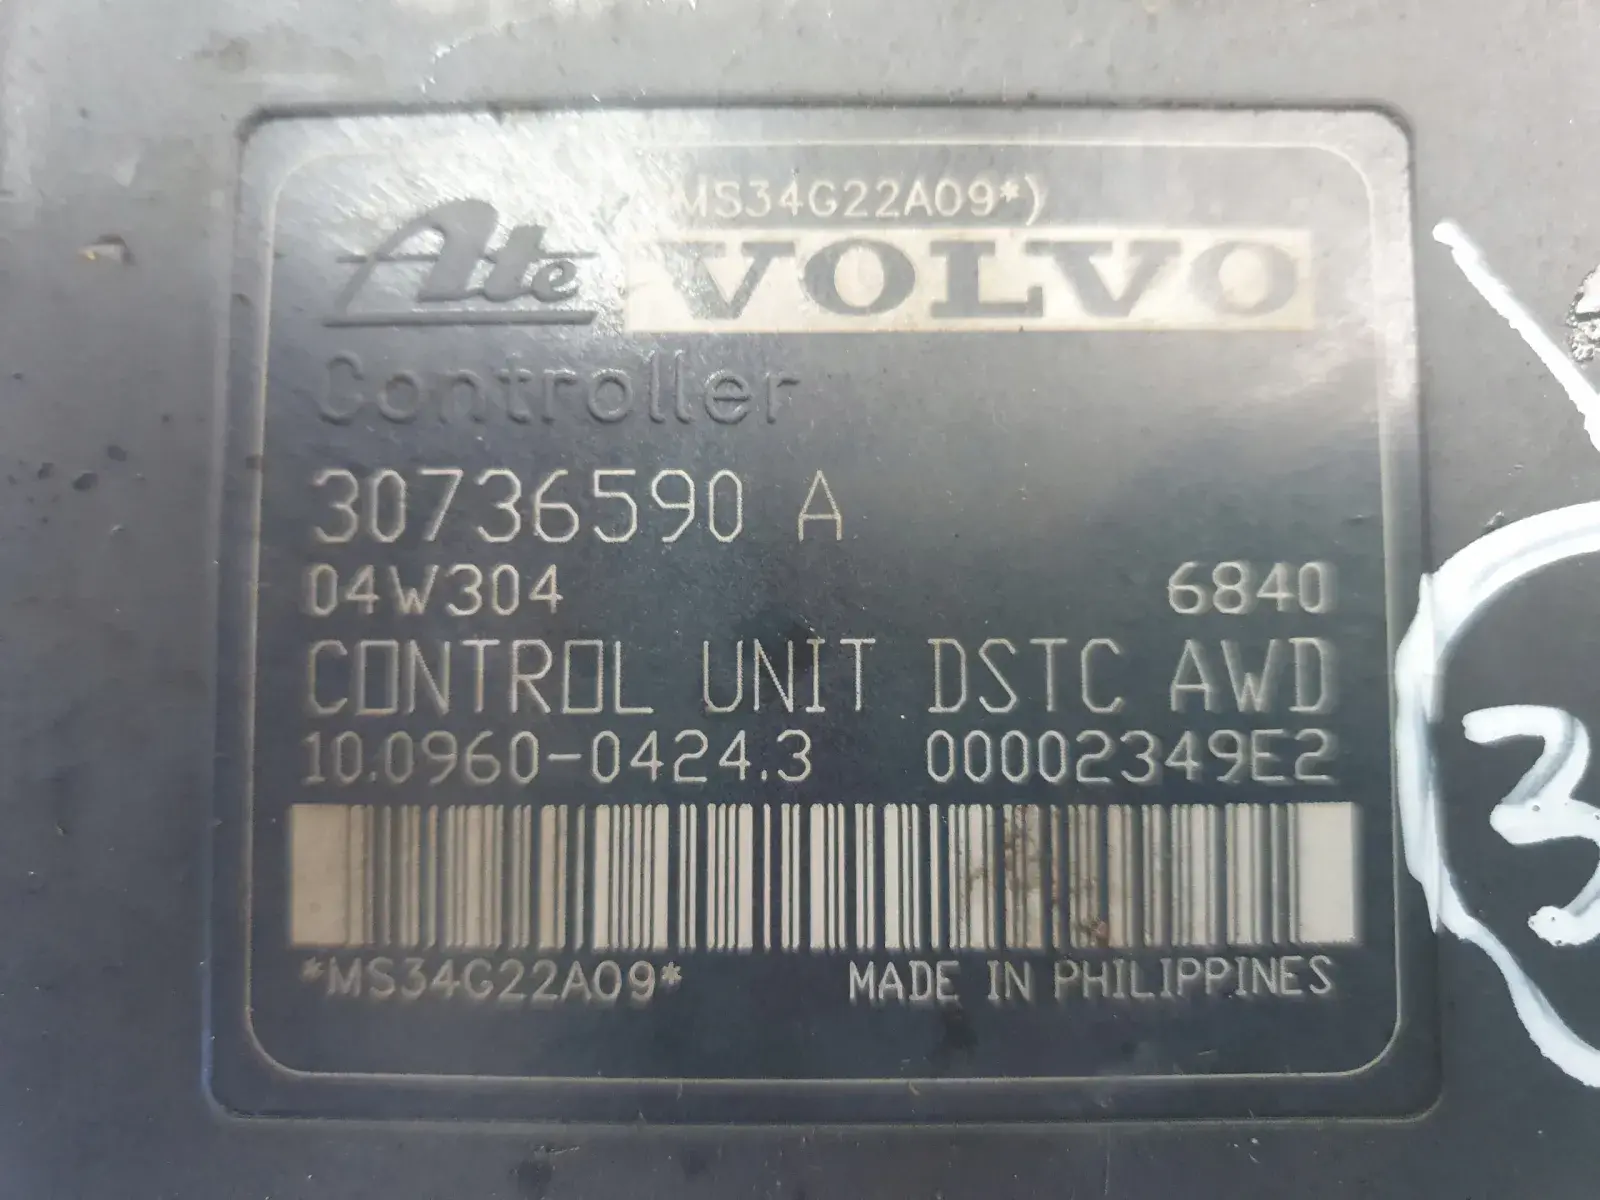 MS34G22A09*)
Ate VOLVO
Controller
30736590 A
04W304 6840
CONTROL UNIT DSTC AWD
10.0960-0424.3 00002349E2
*MS34G22A09* MADE IN PHILIPPINES
3